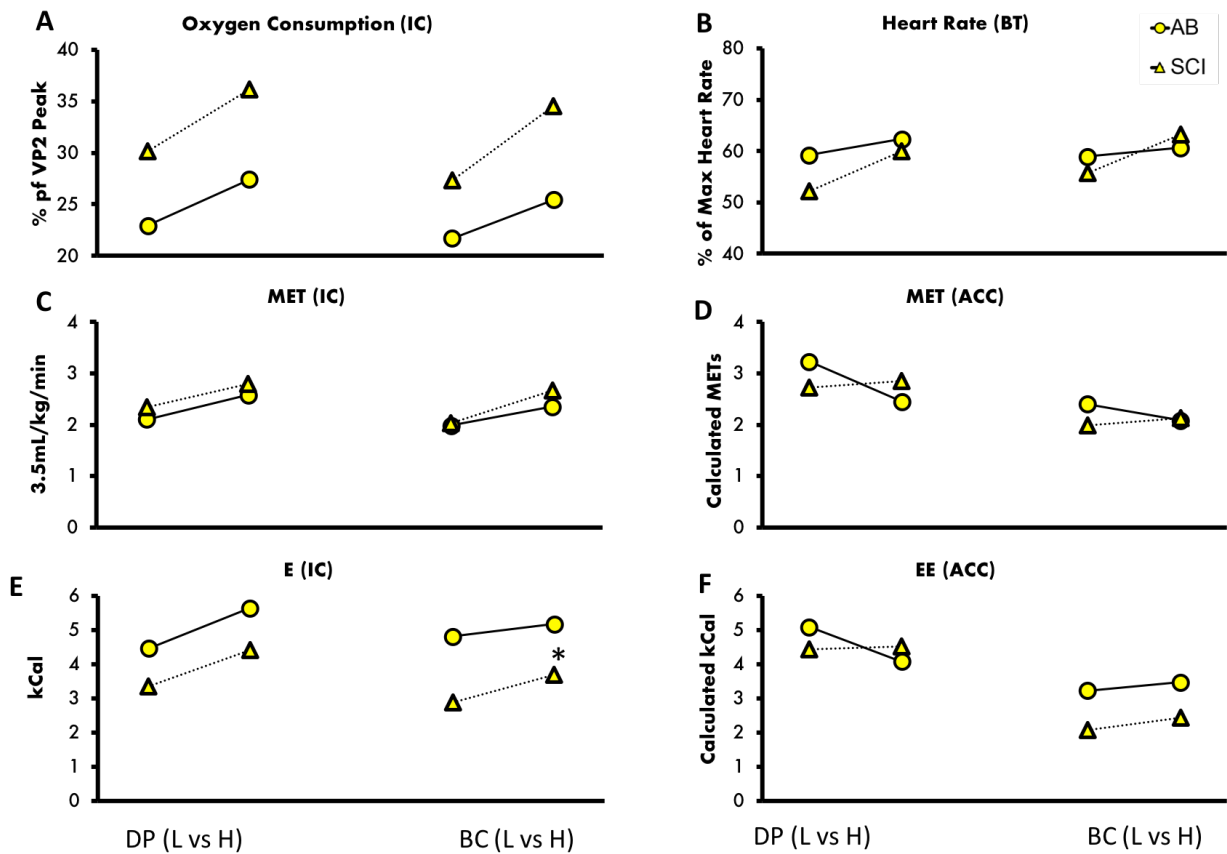 A
Oxygen Consumption (IC)
% pf VP2 Peak
40
35
30
25
20
B
Heart Rate (BT)
AB
SCI
% of Max Heart Rate
80
70
60
50
40
C
MET (IC)
3.5mL/kg/min
4
3
2
1
0
D
MET (ACC)
Calculated METs
4
3
2
1
0
E
E (IC)
kCal
6
5
4
3
2
1
0
*
DP (L vs H)
BC (L vs H)
F
EE (ACC)
Calculated kCal
6
5
4
3
2
1
0
DP (L vs H)
BC (L vs H)